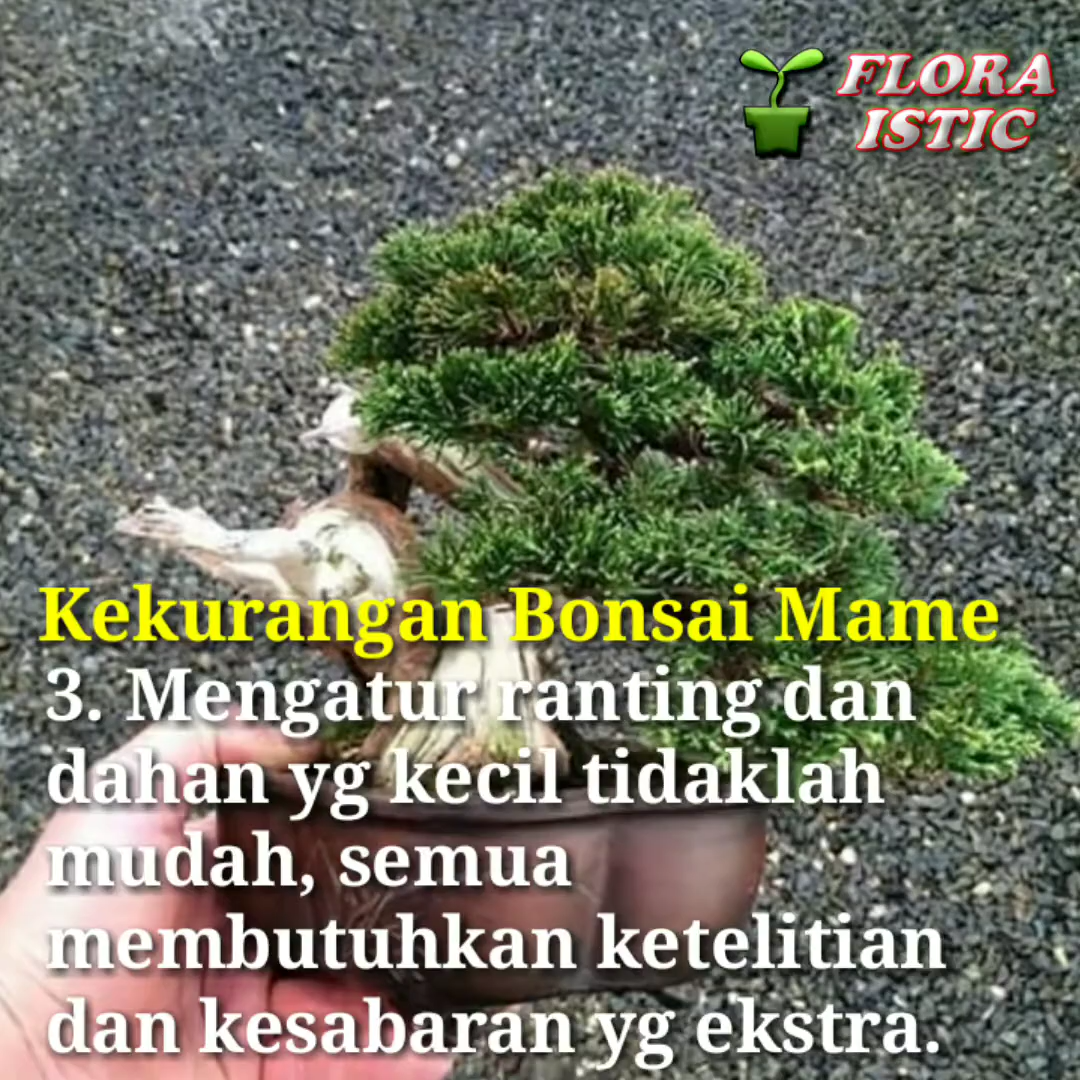 FLORA
ISTIC
Kekurangan Bonsai Mame
3. Mengatur ranting dan
dahan yg kecil tidaklah
mudah, semua
membutuhkan ketelitian
dan kesabaran yg ekstra.